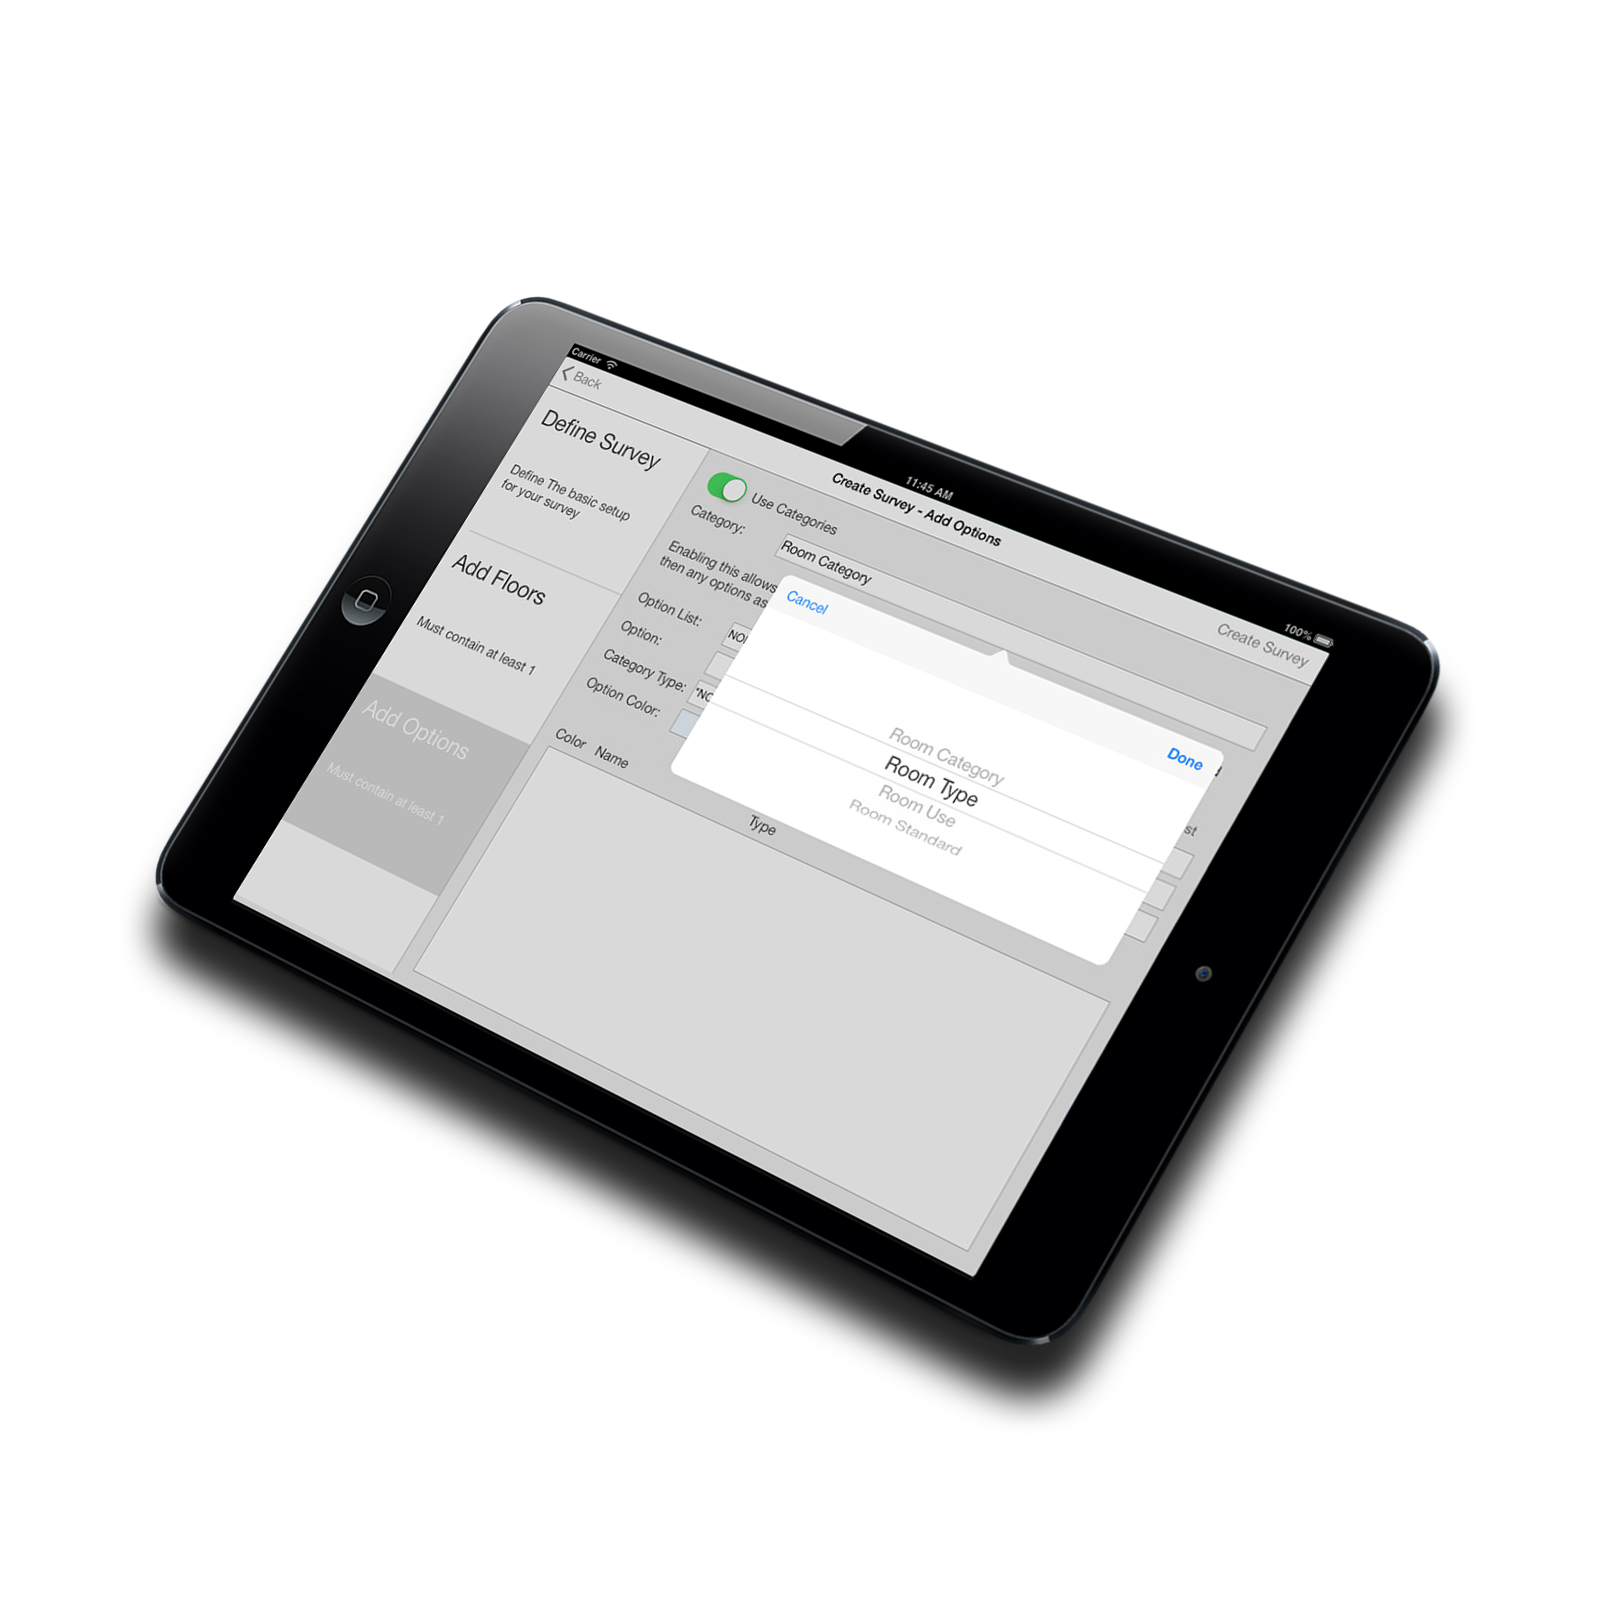 Carrier
11:45 AM
100%
Back
Create Survey - Add Options
Create Survey
Define Survey
Define The basic setup
for your survey
Add Floors
Must contain at least 1
Add Options
Must contain at least 1
Use Categories
Category:
Room Category
Enabling this allows
then any options as
Option List:
Option:
Category Type:
Option Color:
Color
Name
Type
Cancel
Done
Room Category
Room Type
Room Use
Room Standard